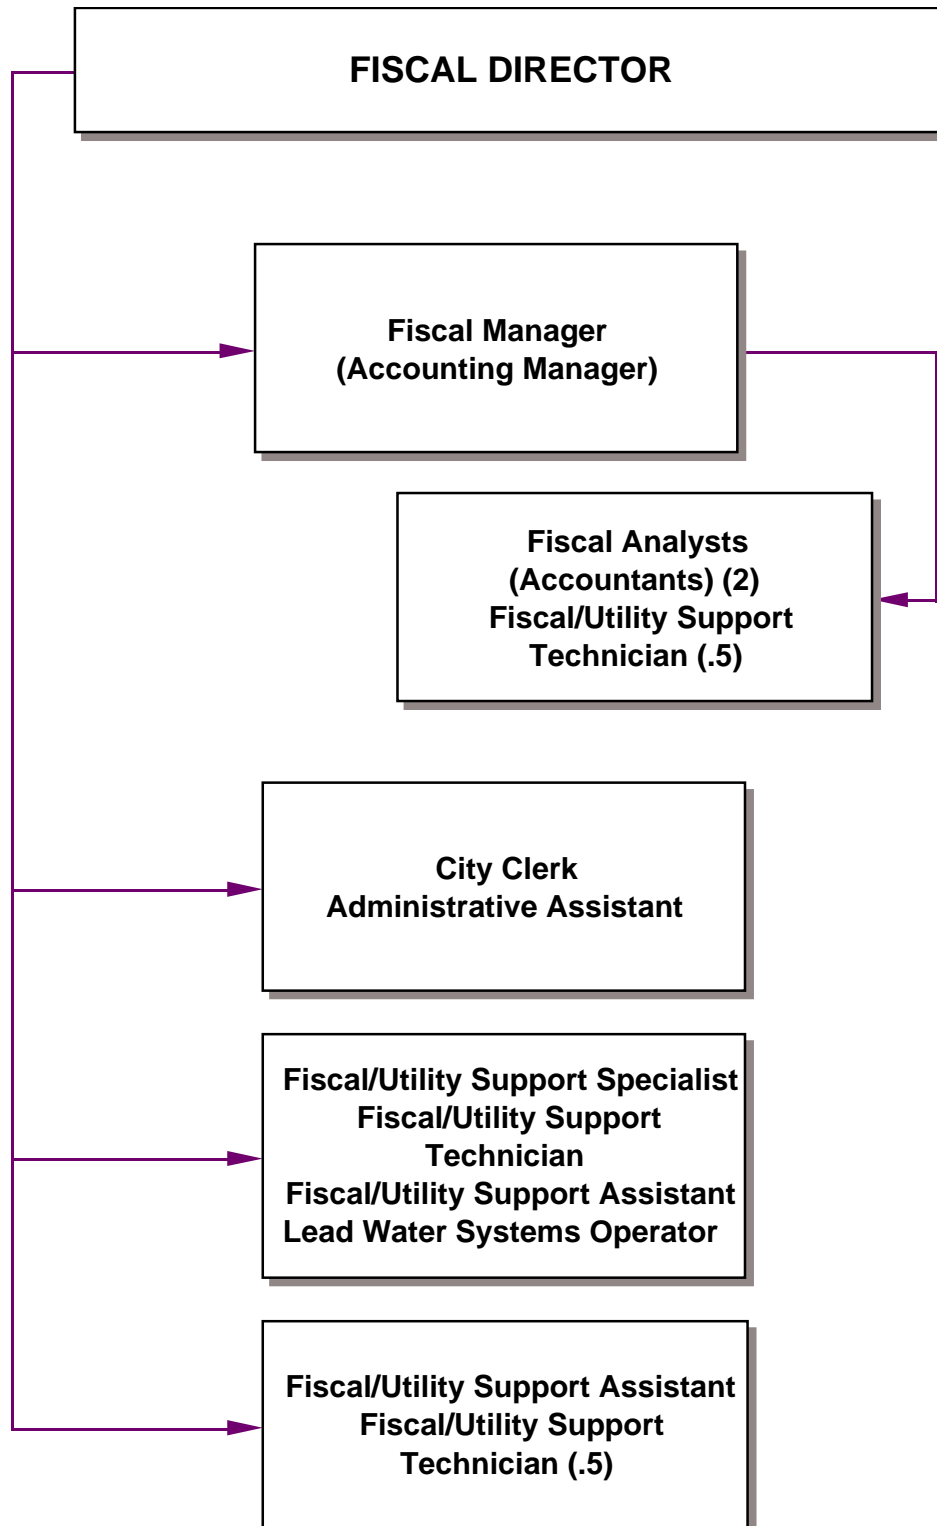 FISCAL DIRECTOR
Fiscal Manager
(Accounting Manager)
Fiscal Analysts
(Accountants) (2)
Fiscal/Utility Support
Technician (.5)
City Clerk
Administrative Assistant
Fiscal/Utility Support Specialist
Fiscal/Utility Support
Technician
Fiscal/Utility Support Assistant
Lead Water Systems Operator
Fiscal/Utility Support Assistant
Fiscal/Utility Support
Technician (.5)